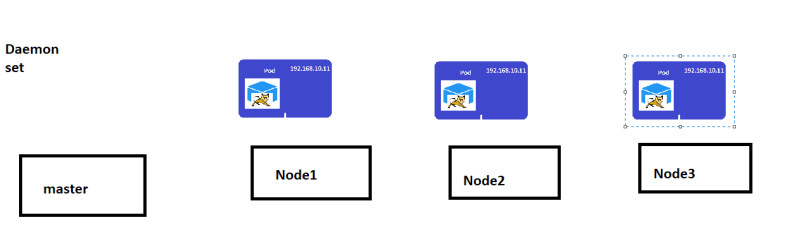 Daemon
set
Pod 192.168.10.11
Pod 192.168.10.11
Pod 192.168.10.11
master
Node1
Node2
Node3